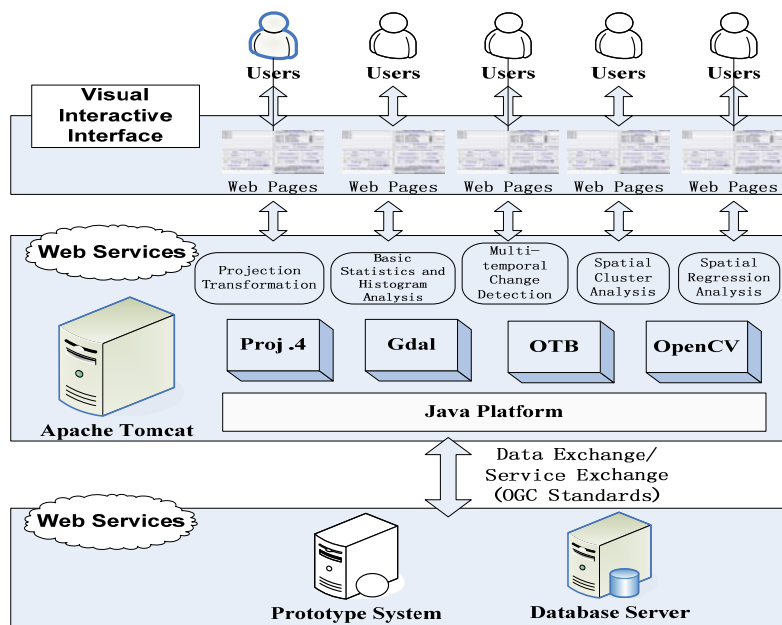 Users Users Users Users Users
Visual
Interactive
Interface
Web Pages Web Pages Web Pages Web Pages Web Pages
Web Services
Projection
Transformation
Basic
Statistics and
Histogram
Analysis
Multi-
temporal
Change
Detection
Spatial
Cluster
Analysis
Spatial
Regression
Analysis
Proj .4 Gdal OTB OpenCV
Java Platform
Apache Tomcat
Data Exchange/
Service Exchange
(OGC Standards)
Web Services
Prototype System Database Server